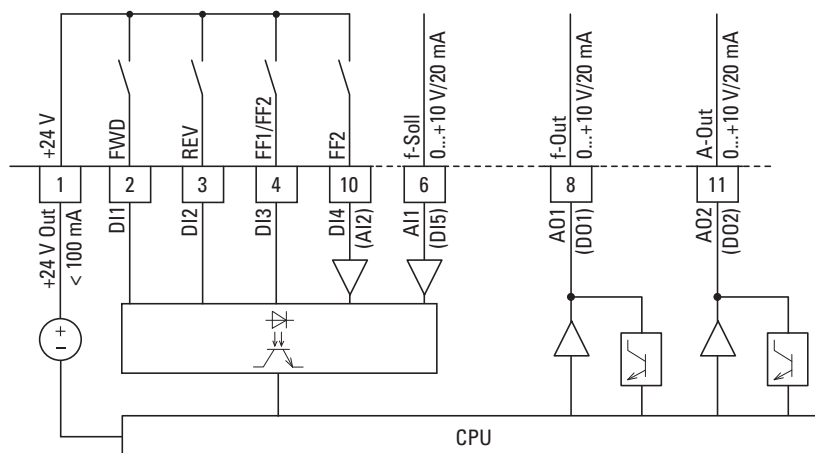 +24 V
FWD
REV
FF1/FF2
FF2
f-Soll
0...+10 V/20 mA
f-Out
0...+10 V/20 mA
A-Out
0...+10 V/20 mA
1
2
3
4
10
6
8
11
+24 V Out
< 100 mA
DI1
DI2
DI3
DI4
(AI2)
AI1
(DI5)
AO1
(DO1)
AO2
(DO2)
+
–
CPU